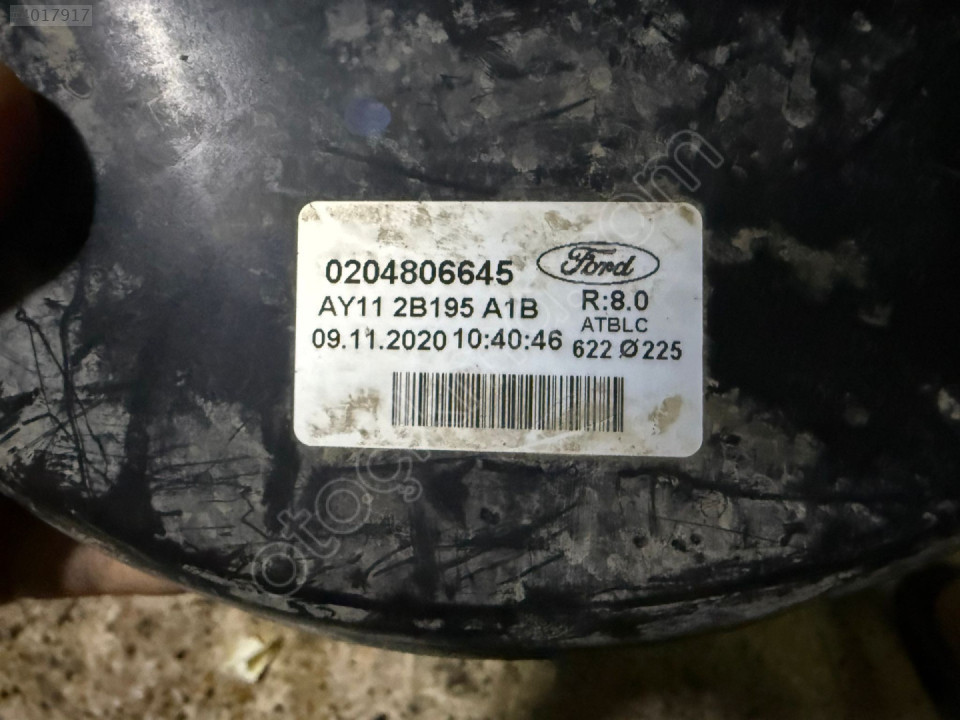 017917
0204806645 Ford
AY11 2B195 A1B R:8.0
ATBLC
09.11.2020 10:40:46 622 Ø225